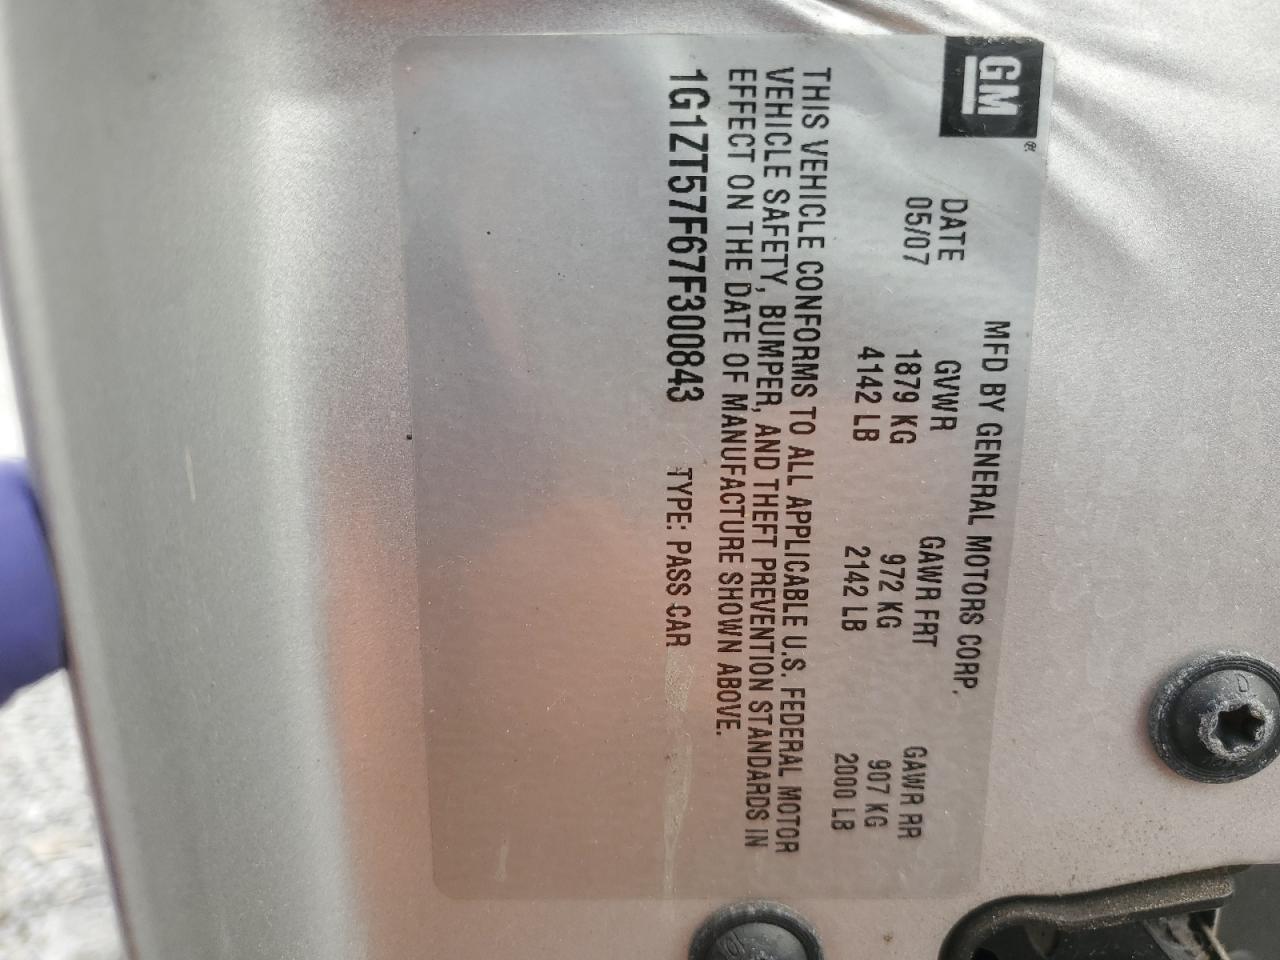 GM
MFD BY GENERAL MOTORS CORP.
DATE GVWR GAWR FRT GAWR RR
05/07 1879 KG 972 KG 907 KG
4142 LB 2142 LB 2000 LB
THIS VEHICLE CONFORMS TO ALL APPLICABLE U.S. FEDERAL MOTOR
VEHICLE SAFETY, BUMPER, AND THEFT PREVENTION STANDARDS IN
EFFECT ON THE DATE OF MANUFACTURE SHOWN ABOVE.
1G1ZT57F67F300843 TYPE: PASS CAR